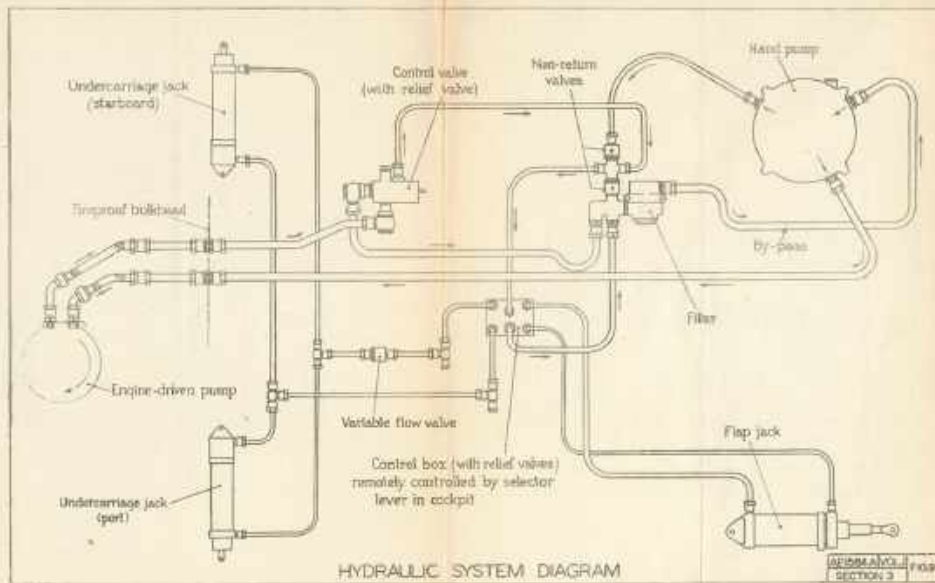 Undercarriage jack
(starboard)
Control valve
(with relief valve)
Non-return
valves
Hand pump
Fireproof bulkhead
By-pass
Filter
Engine-driven pump
Variable flow valve
Flap jack
Control box (with relief valves)
remotely controlled by selector
lever in cockpit
Undercarriage jack
(port)
HYDRAULIC SYSTEM DIAGRAM
SECTION 3